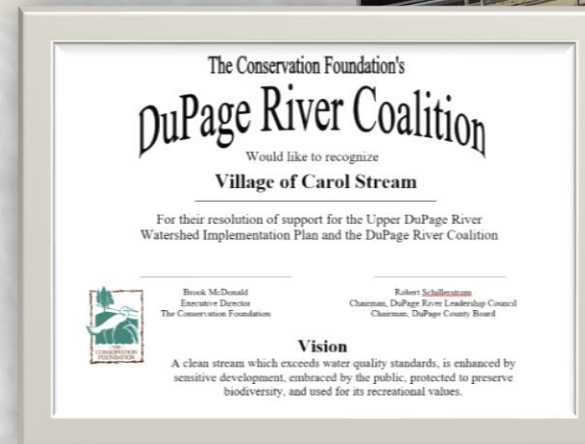 The Conservation Foundation's
DuPage River Coalition
Would like to recognize
Village of Carol Stream
For their resolution of support for the Upper DuPage River
Watershed Implementation Plan and the DuPage River Coalition
Brook McDonald
Executive Director
The Conservation Foundation
Robert Schillerstrom
Chairman, DuPage River Leadership Council
Chairman, DuPage County Board
THE
CONSERVATION
FOUNDATION
Vision
A clean stream which exceeds water quality standards, is enhanced by
sensitive development, embraced by the public, protected to preserve
biodiversity, and used for its recreational values.